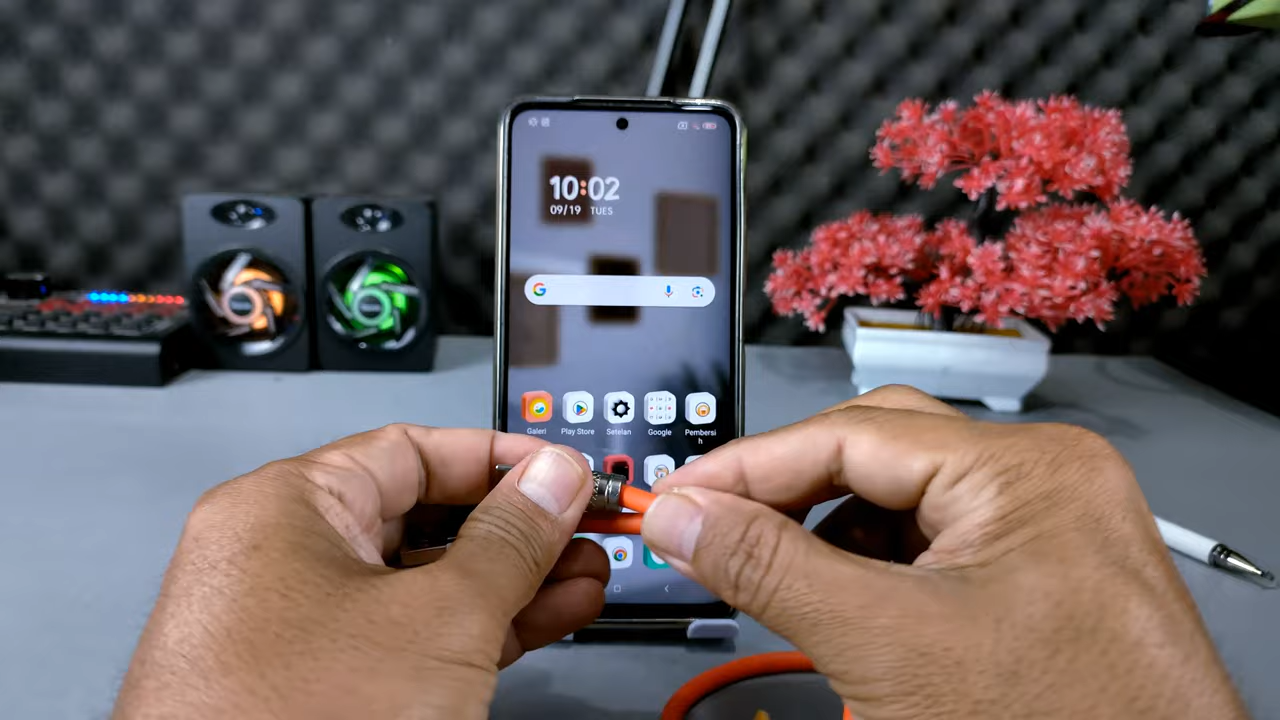 10:02
09/19 TUES
G
Galeri
Play Store
Setelan
Google
Pembersi
h